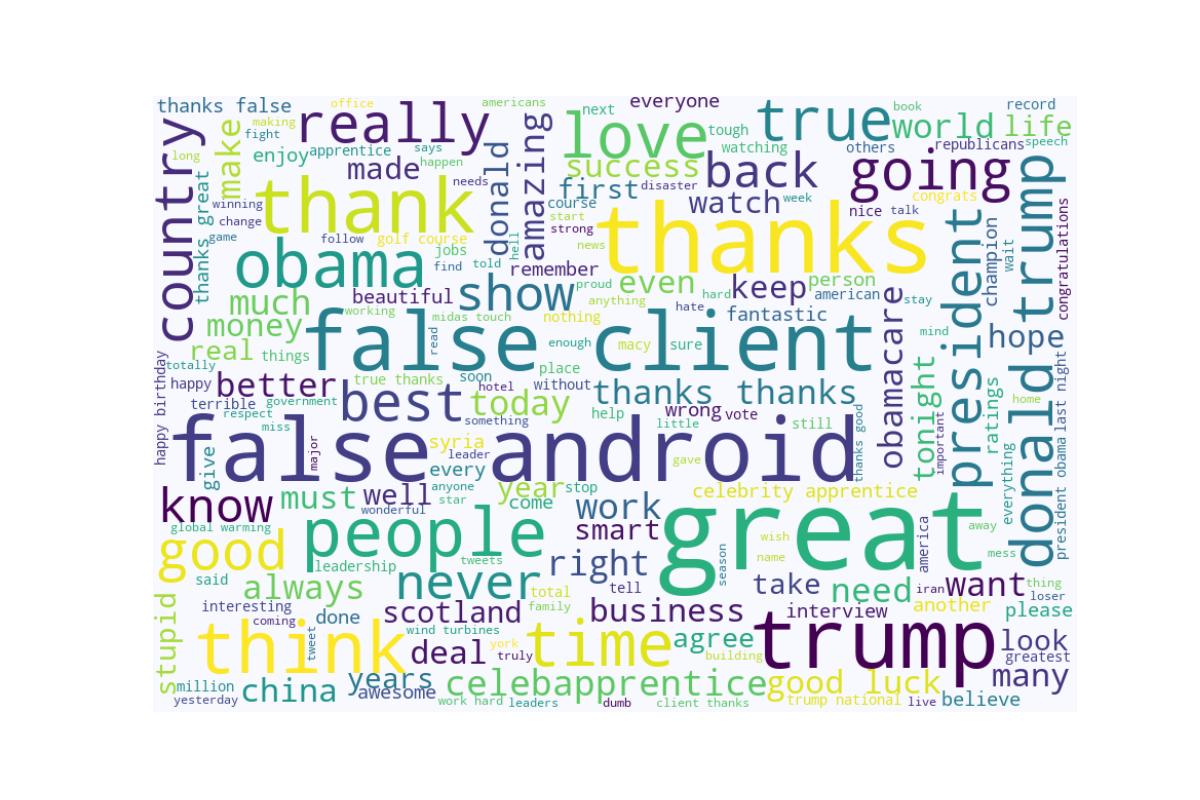 thanks false
office
americans
everyone
next
book
record
making
fight
really
amazing
love
tough
true
world
life
long
make
enjoy
apprentice
says
happen
donald
watching
others
republicans
speech
country
thanks great
made
success
back
going
winning
change
game
thank
needs
first
disaster
watch
week
congrats
nice
talk
course
start
strong
news
follow
golf course
jobs
hell
thanks
president
champion
wait
donald trump
congratulations
obama
find
told
remember
proud
even
hard
keep
person
american
stay
much
beautiful
working
show
anything
hate
fantastic
obamacare
money
midas touch
nothing
mind
hope
real
things
false client
read
enough
macy
sure
totally
happy birthday
happy
better
true thanks
soon
hotel
place
without
thanks thanks
tonight
ratings
home
last night
terrible
government
respect
miss
best
today
something
help
wrong
vote
little
still
thanks good
important
give
major
false android
syria
leader
gave
everything
president obama
every
anyone
star
wonderful
year
stop
come
celebrity apprentice
know
must
well
work
smart
global warming
people
great
america
away
good
leadership
tweets
right
wish
name
season
mess
said
always
never
total
family
tell
take
need
iran
want
thing
loser
stupid
interesting
coming
done
scotland
business
interview
another
please
tweet
think
wind turbines
york
truly
deal
time
agree
building
trump
look
greatest
million
yesterday
china
years
awesome
celebapprentice
good luck
many
work hard
leaders
dumb
client thanks
trump national
live
believe